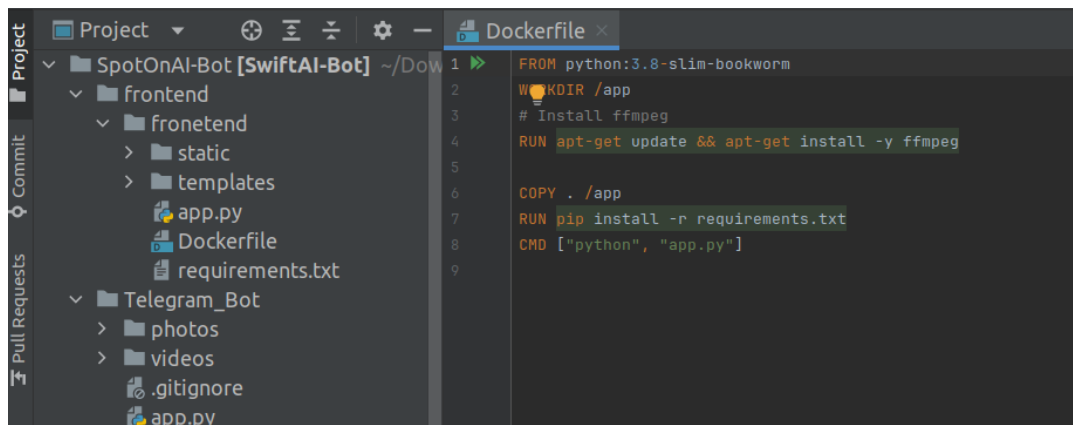 Project
Commit
Pull Requests
Project
SpotOnAI-Bot [SwiftAI-Bot] ~/Dow
frontend
fronetend
static
templates
app.py
Dockerfile
requirements.txt
Telegram_Bot
photos
videos
.gitignore
app.py
Dockerfile
1 FROM python:3.8-slim-bookworm
2 WORKDIR /app
3 # Install ffmpeg
4 RUN apt-get update && apt-get install -y ffmpeg
5
6 COPY . /app
7 RUN pip install -r requirements.txt
8 CMD ["python", "app.py"]
9